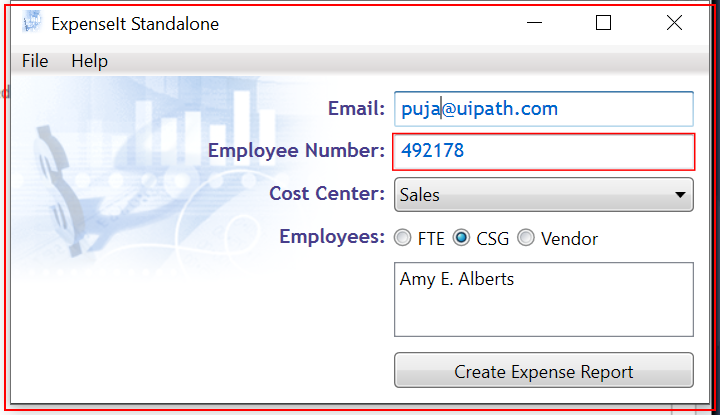 ExpenseIt Standalone
File Help
Email: puja@uipath.com
Employee Number: 492178
Cost Center: Sales
Employees: FTE CSG Vendor
Amy E. Alberts
Create Expense Report